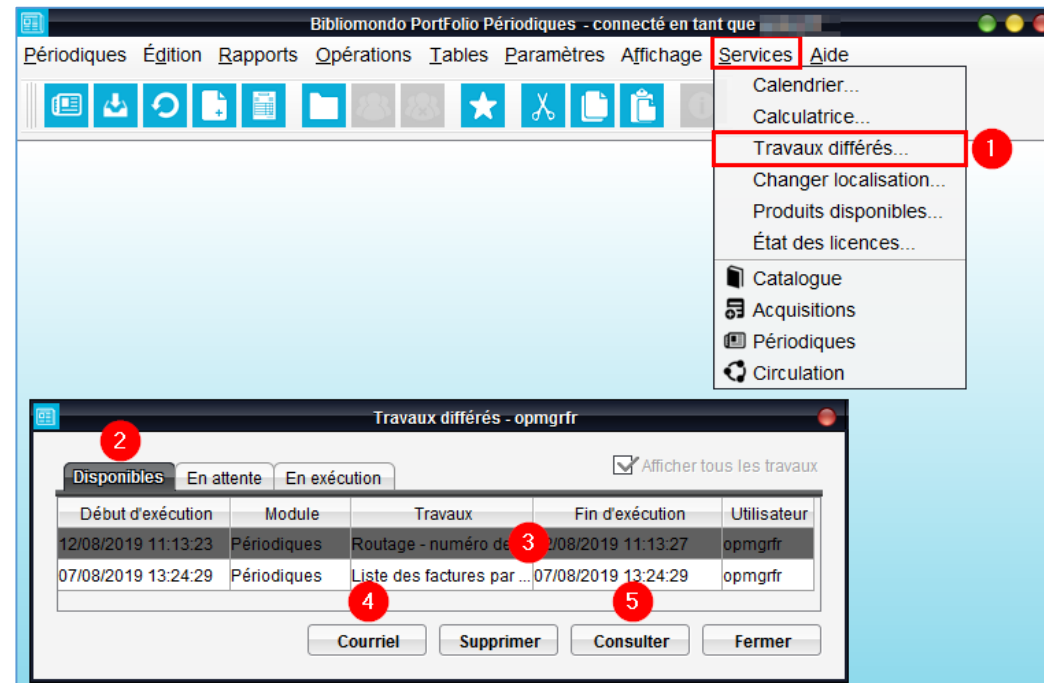 Bibliomondo PortFolio Périodiques - connecté en tant que
Périodiques Édition Rapports Opérations Tables Paramètres Affichage Services Aide
Calendrier...
Calculatrice...
Travaux différés... 1
Changer localisation...
Produits disponibles...
État des licences...
Catalogue
Acquisitions
Périodiques
Circulation
Travaux différés - opmgrfr
2
Disponibles En attente En exécution Afficher tous les travaux
Début d'exécution Module Travaux Fin d'exécution Utilisateur
12/08/2019 11:13:23 Périodiques Routage - numéro de 3 2/08/2019 11:13:27 opmgrfr
07/08/2019 13:24:29 Périodiques Liste des factures par ... 07/08/2019 13:24:29 opmgrfr
4 5
Courriel Supprimer Consulter Fermer